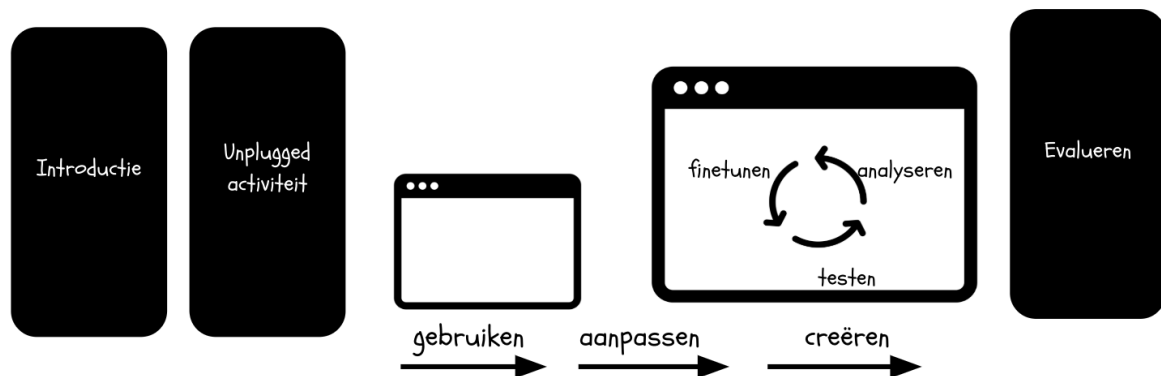 Introductie
Unplugged
activiteit
finetunen
analyseren
testen
Evalueren
gebruiken
aanpassen
creëren